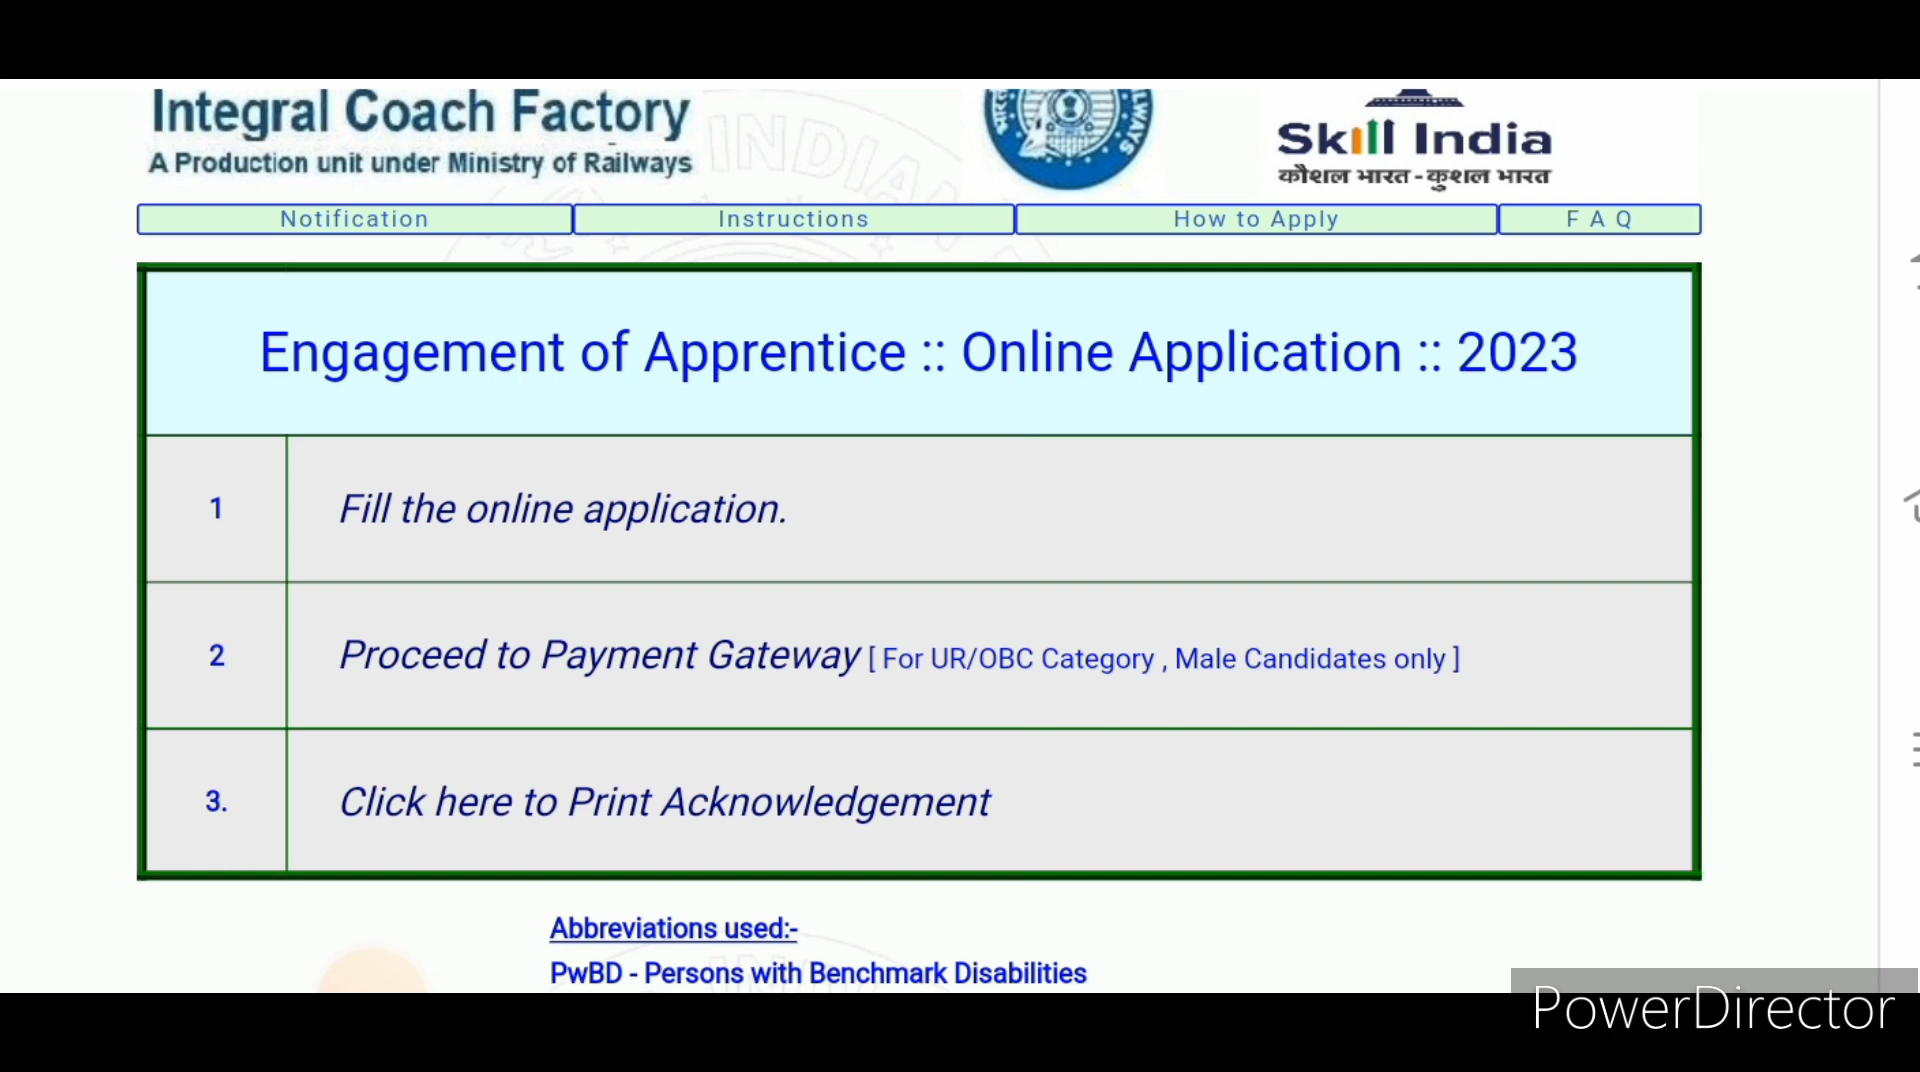 Integral Coach Factory
A Production unit under Ministry of Railways
Skill India
कौशल भारत - कुशल भारत
Notification
Instructions
How to Apply
F A Q
Engagement of Apprentice :: Online Application :: 2023
1
Fill the online application.
2
Proceed to Payment Gateway [ For UR/OBC Category , Male Candidates only ]
3.
Click here to Print Acknowledgement
Abbreviations used:-
PwBD - Persons with Benchmark Disabilities
PowerDirector